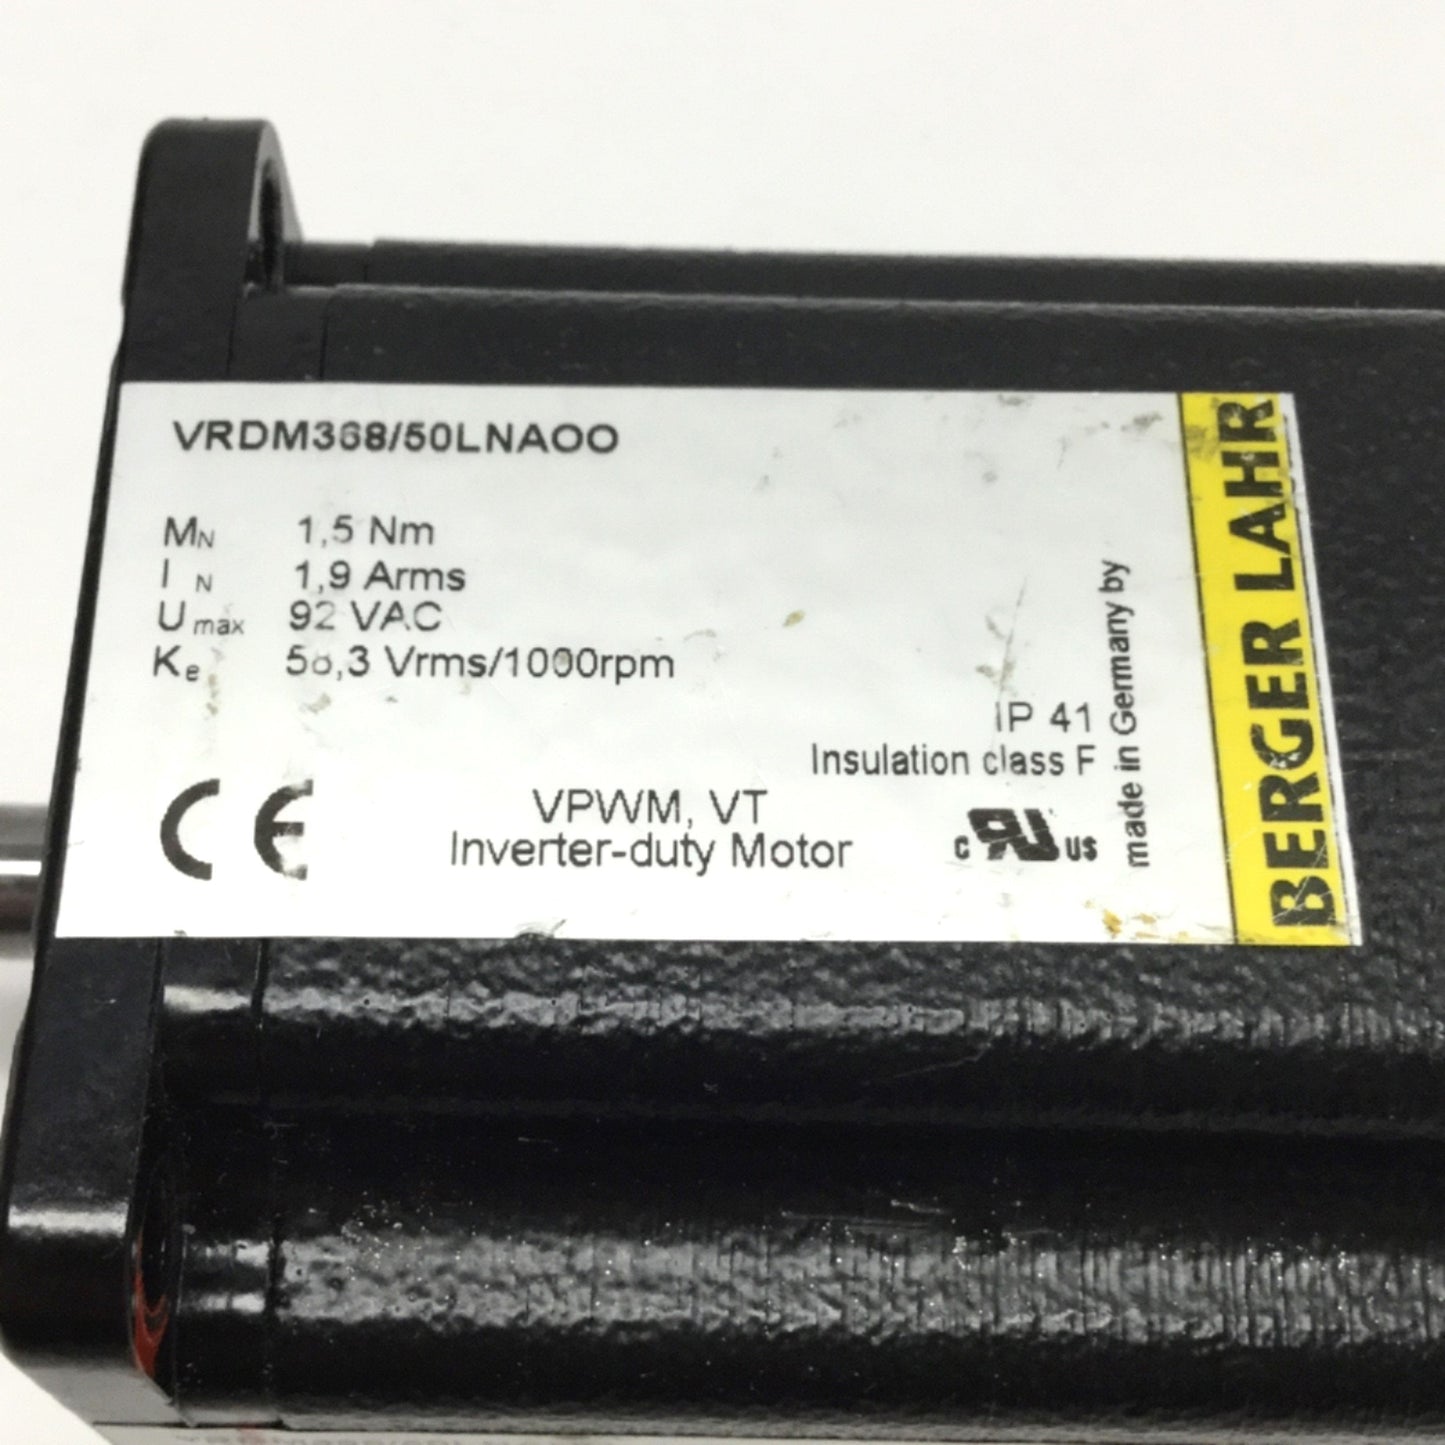 VRDM368/50LNAOO
MN 1,5 Nm
IN 1,9 Arms
Umax 92 VAC
Ke Vrms/1000rpm
IP 41
Insulation class F
VPWM, VT
Inverter-duty Motor
CE
c RU US
made in Germany by
BERGER LAHR